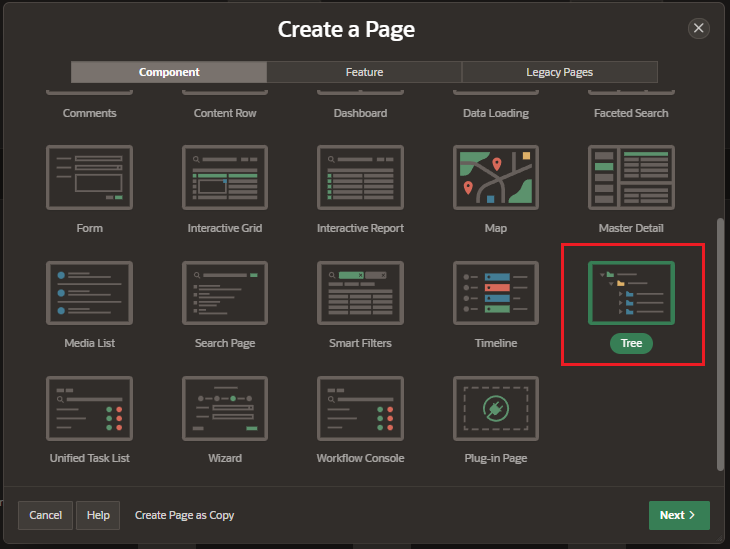 Create a Page
Component
Feature
Legacy Pages
Comments
Content Row
Dashboard
Data Loading
Faceted Search
Form
Interactive Grid
Interactive Report
Map
Master Detail
Media List
Search Page
Smart Filters
Timeline
Tree
Unified Task List
Wizard
Workflow Console
Plug-in Page
Cancel
Help
Create Page as Copy
Next